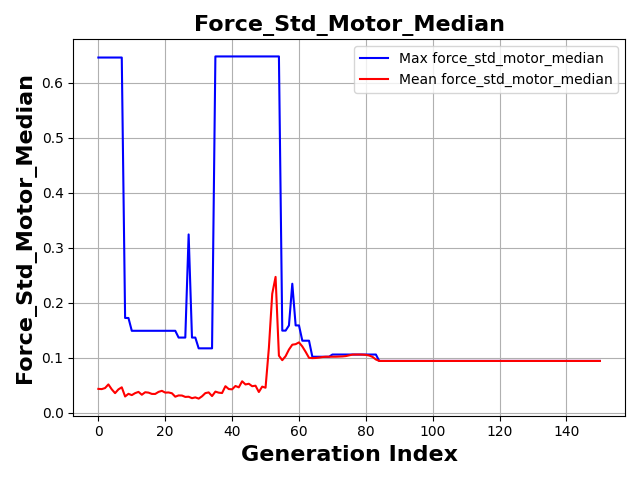 Force_Std_Motor_Median
Max force_std_motor_median
Mean force_std_motor_median
Force_Std_Motor_Median
0.6
0.5
0.4
0.3
0.2
0.1
0.0
0 20 40 60 80 100 120 140
Generation Index